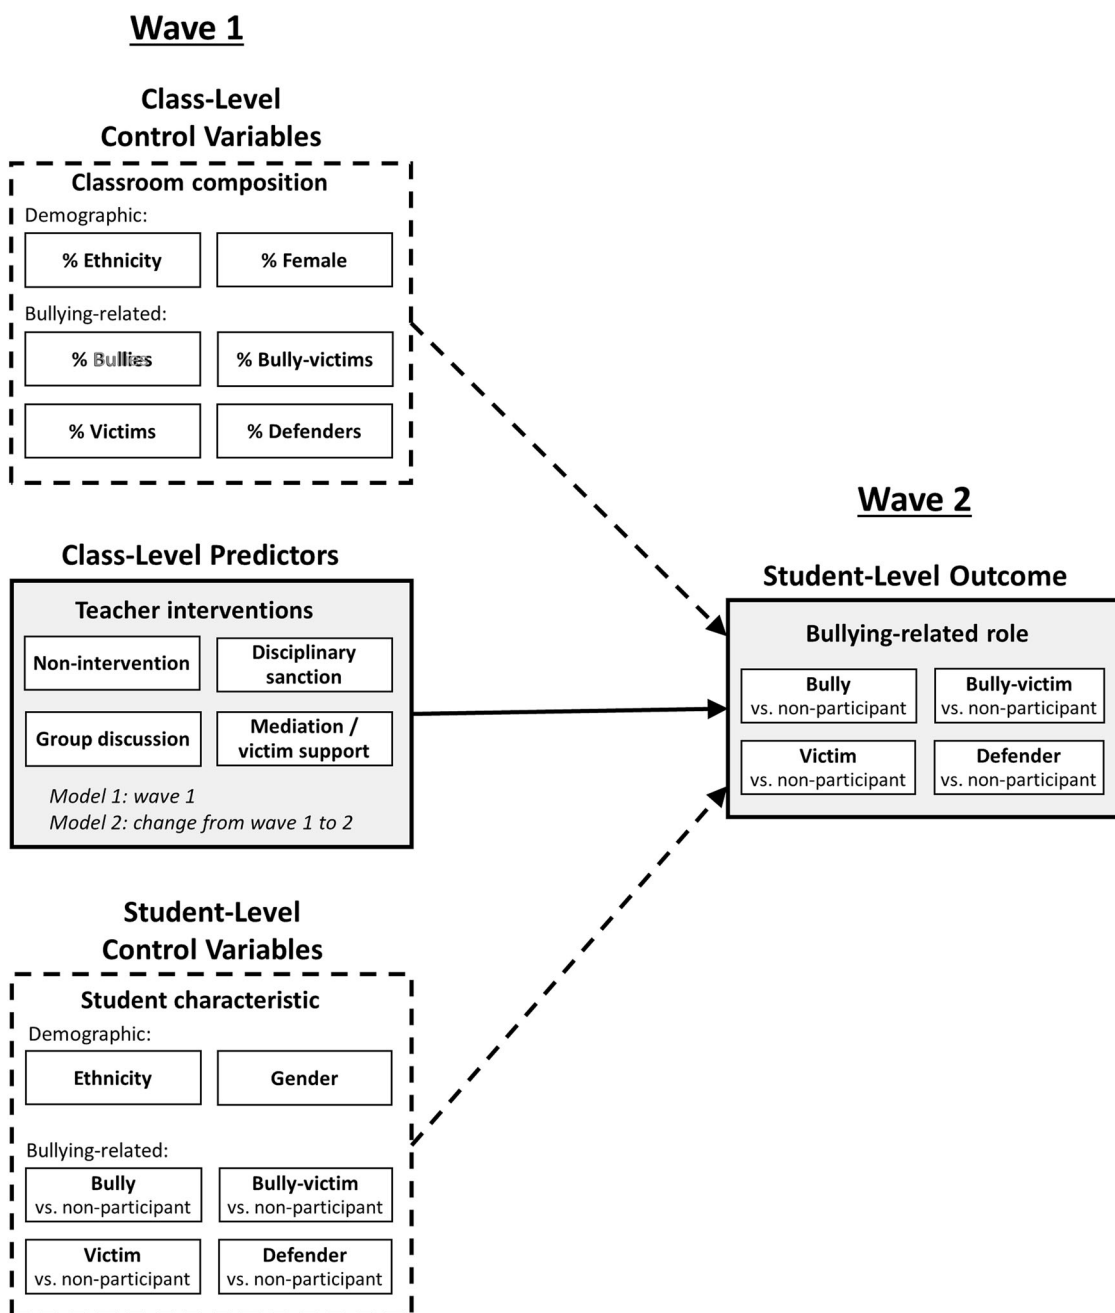 Wave 1
Class-Level
Control Variables
Classroom composition
Demographic:
% Ethnicity
% Female
Bullying-related:
% Bullies
% Bully-victims
% Victims
% Defenders
Class-Level Predictors
Teacher interventions
Non-intervention
Disciplinary
sanction
Group discussion
Mediation /
victim support
Model 1: wave 1
Model 2: change from wave 1 to 2
Student-Level
Control Variables
Student characteristic
Demographic:
Ethnicity
Gender
Bullying-related:
Bully
vs. non-participant
Bully-victim
vs. non-participant
Victim
vs. non-participant
Defender
vs. non-participant
Wave 2
Student-Level Outcome
Bullying-related role
Bully
vs. non-participant
Bully-victim
vs. non-participant
Victim
vs. non-participant
Defender
vs. non-participant